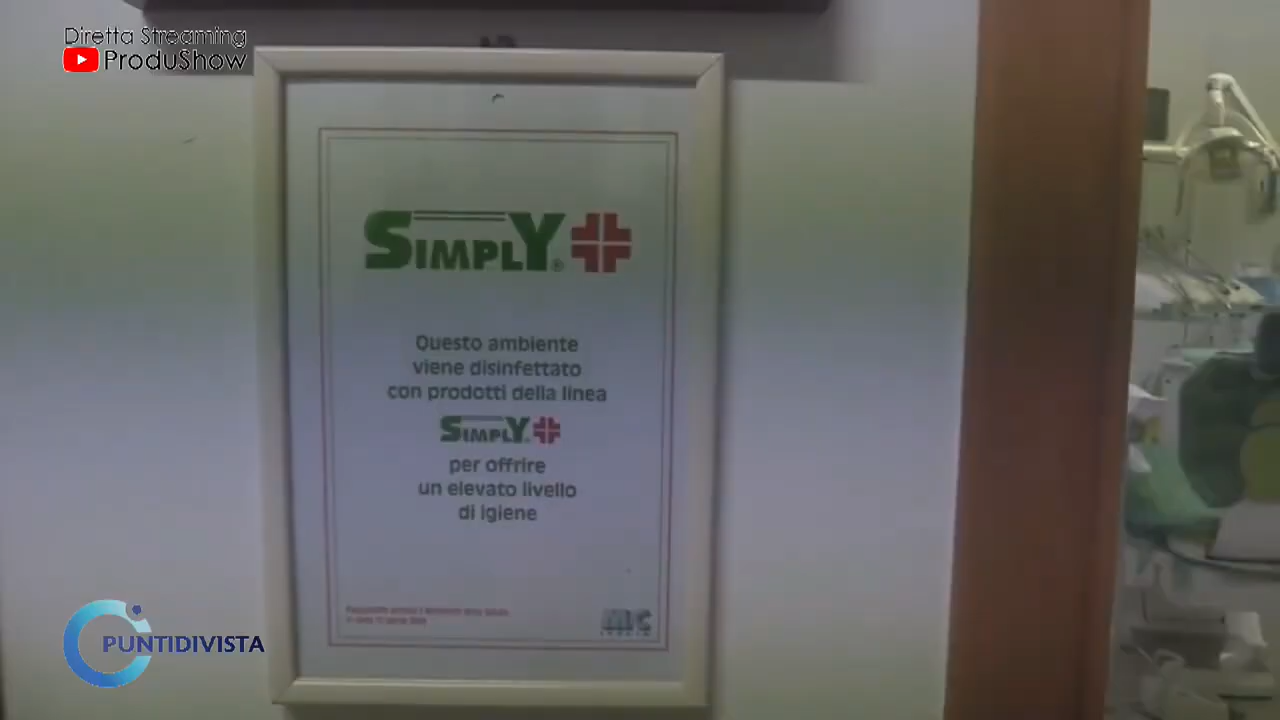 Diretta Streaming
ProduShow
SIMPLY®
Questo ambiente
viene disinfettato
con prodotti della linea
SIMPLY®
per offrire
un elevato livello
di igiene
PUNTIDIVISTA